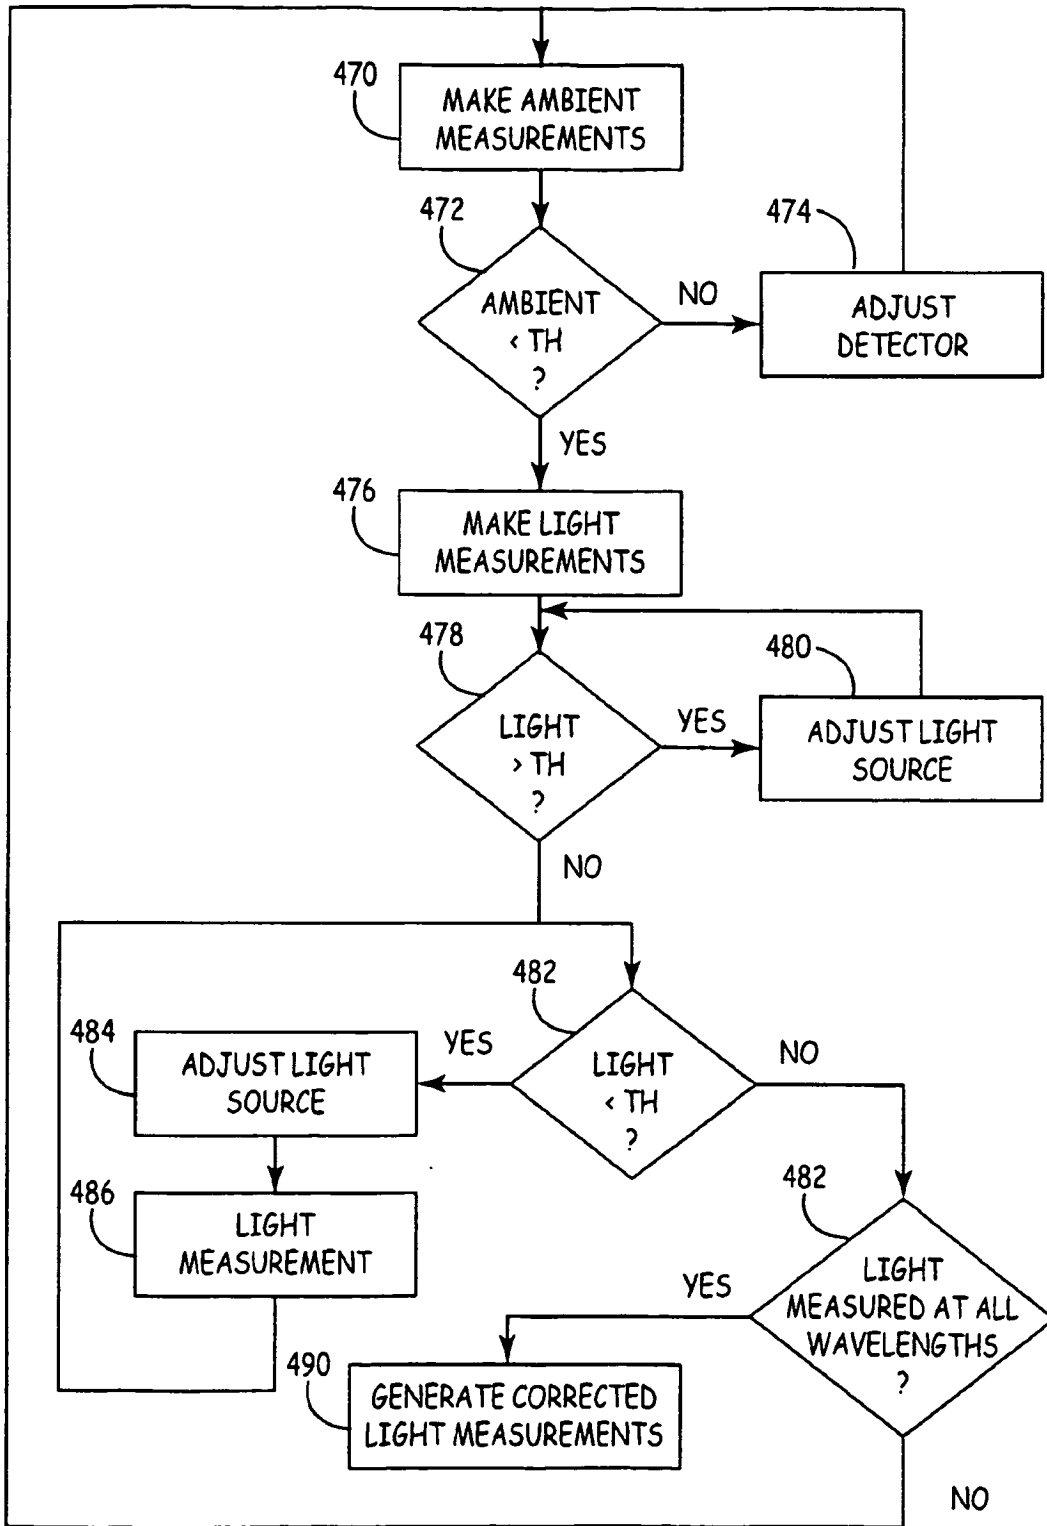 470
MAKE AMBIENT
MEASUREMENTS
472
474
AMBIENT
< TH
?
NO
ADJUST
DETECTOR
YES
476
MAKE LIGHT
MEASUREMENTS
478
480
LIGHT
> TH
?
YES
ADJUST LIGHT
SOURCE
NO
482
484
ADJUST LIGHT
SOURCE
YES
LIGHT
< TH
?
NO
486
LIGHT
MEASUREMENT
482
LIGHT
MEASURED AT ALL
WAVELENGTHS
?
YES
490
GENERATE CORRECTED
LIGHT MEASUREMENTS
NO